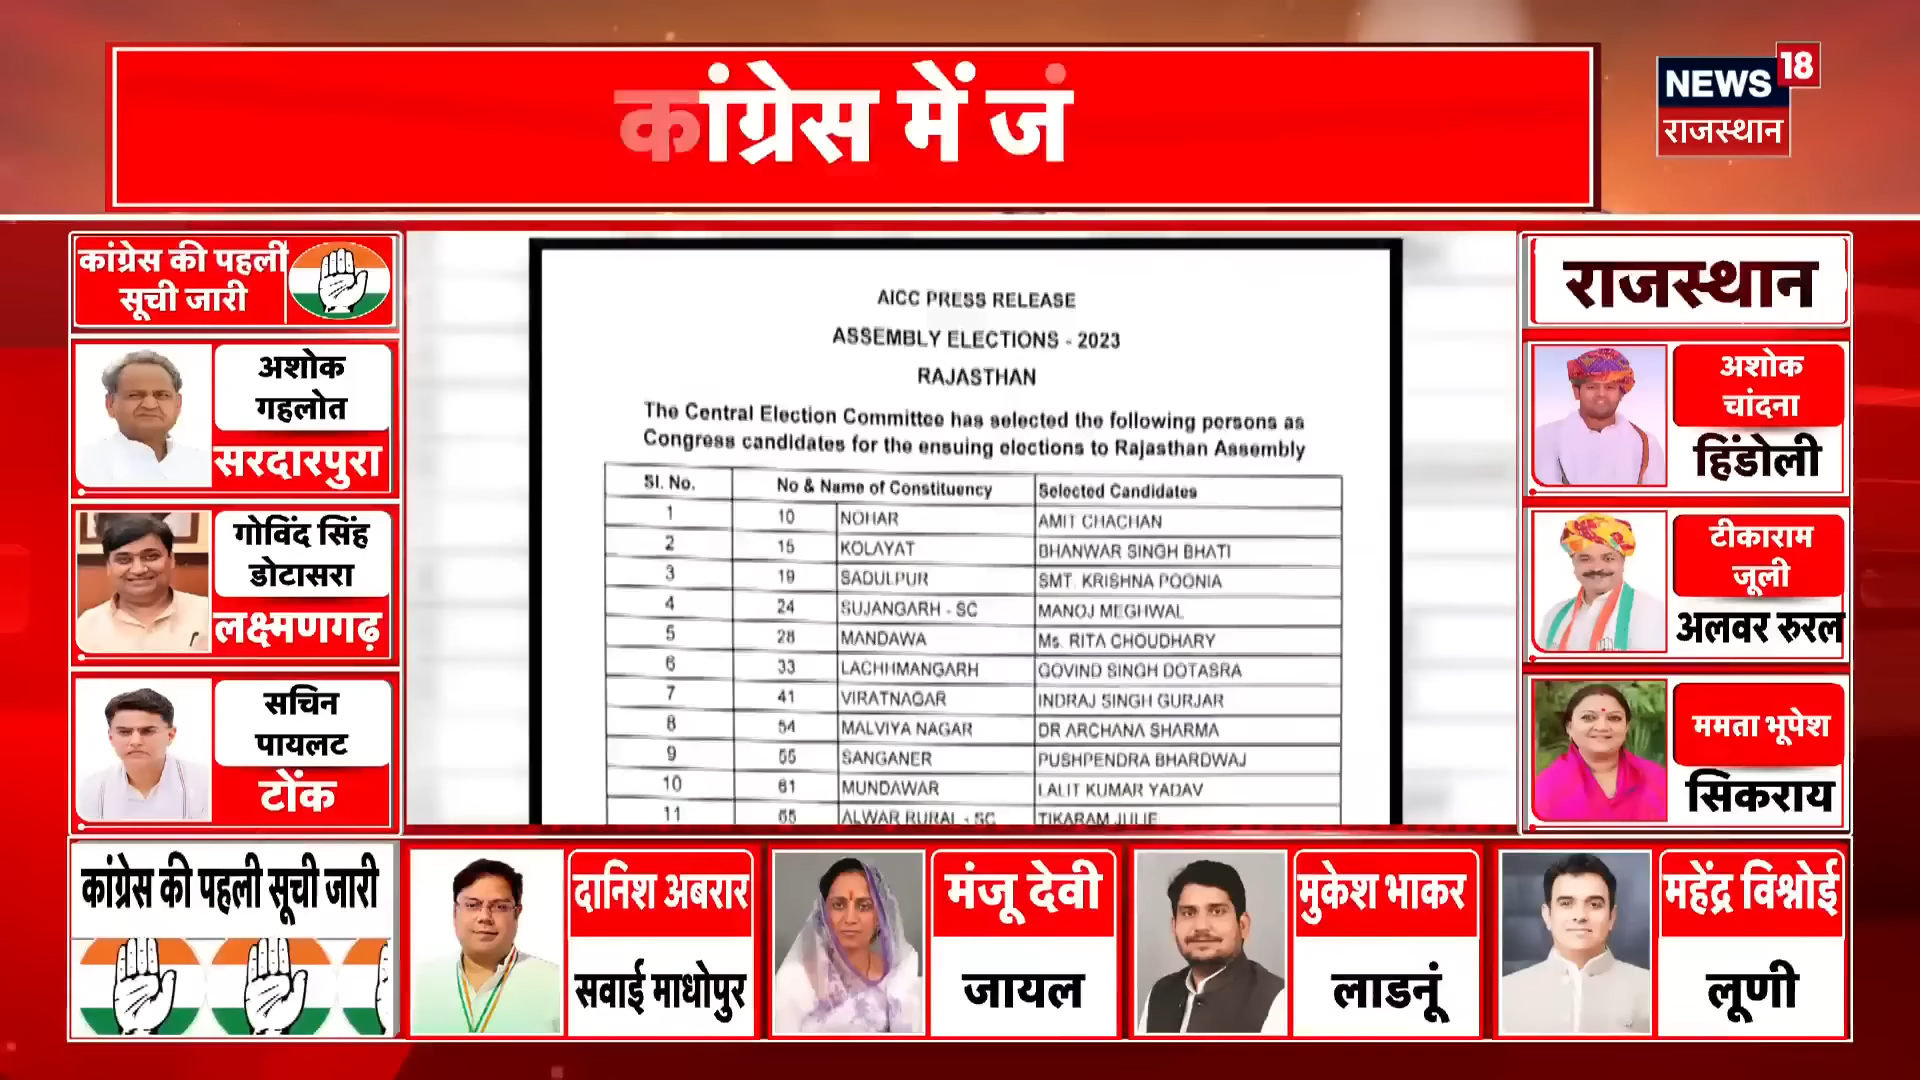 कांग्रेस में जं
NEWS 18
राजस्थान
कांग्रेस की पहली
सूची जारी
अशोक
गहलोत
सरदारपुरा
गोविंद सिंह
डोटासरा
लक्ष्मणगढ़
सचिन
पायलट
टोंक
AICC PRESS RELEASE
ASSEMBLY ELECTIONS - 2023
RAJASTHAN
The Central Election Committee has selected the following persons as
Congress candidates for the ensuing elections to Rajasthan Assembly
Sl. No. No & Name of Constituency Selected Candidates
1 10 NOHAR AMIT CHACHAN
2 15 KOLAYAT BHANWAR SINGH BHATI
3 19 SADULPUR SMT. KRISHNA POONIA
4 24 SUJANGARH - SC MANOJ MEGHWAL
5 28 MANDAWA Ms. RITA CHOUDHARY
6 33 LACHHMANGARH GOVIND SINGH DOTASRA
7 41 VIRATNAGAR INDRAJ SINGH GURJAR
8 54 MALVIYA NAGAR DR ARCHANA SHARMA
9 55 SANGANER PUSHPENDRA BHARDWAJ
10 61 MUNDAWAR LALIT KUMAR YADAV
11 65 ALWAR RURAL - SC TIKARAM JULIE
राजस्थान
अशोक
चांदना
हिंडोली
टीकाराम
जूली
अलवर रुरल
ममता भूपेश
सिकराय
कांग्रेस की पहली सूची जारी
दानिश अबरार
सवाई माधोपुर
मंजू देवी
जायल
मुकेश भाकर
लाडनूं
महेंद्र विश्नोई
लूणी